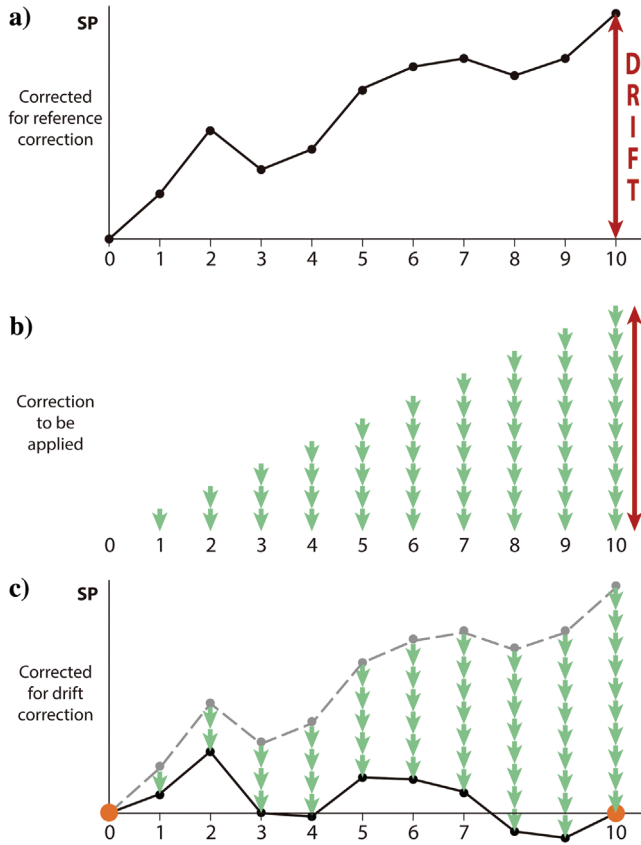 a)
SP
Corrected
for reference
correction
D
R
I
F
T
0 1 2 3 4 5 6 7 8 9 10
b)
Correction
to be
applied
0 1 2 3 4 5 6 7 8 9 10
c)
SP
Corrected
for drift
correction
0 1 2 3 4 5 6 7 8 9 10